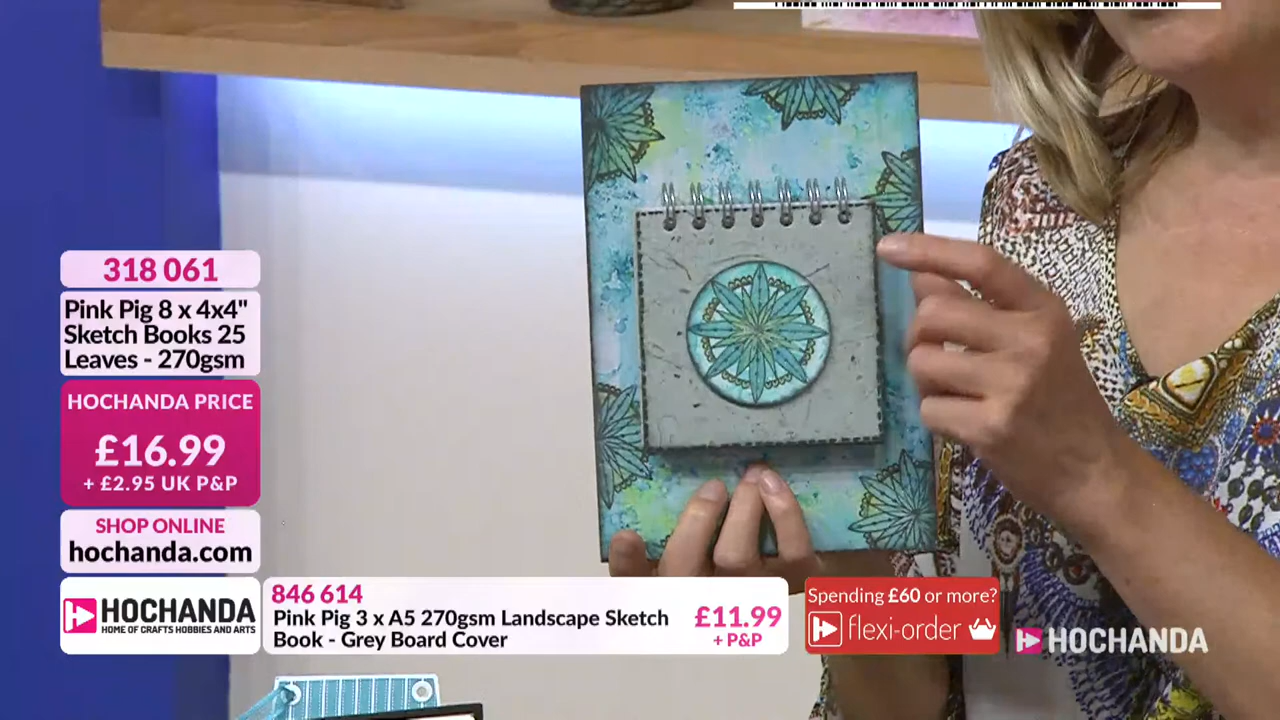 318 061
Pink Pig 8 x 4x4"
Sketch Books 25
Leaves - 270gsm
HOCHANDA PRICE
£16.99
+ £2.95 UK P&P
SHOP ONLINE
hochanda.com
HOCHANDA
HOME OF CRAFTS HOBBIES AND ARTS
846 614
Pink Pig 3 x A5 270gsm Landscape Sketch
Book - Grey Board Cover
£11.99
+ P&P
Spending £60 or more?
flexi-order
HOCHANDA